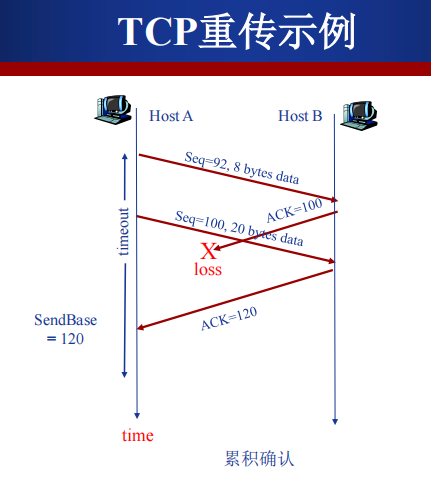 TCP重传示例
Host A
Host B
Seq=92, 8 bytes data
ACK=100
Seq=100, 20 bytes data
timeout
X
loss
ACK=120
SendBase
= 120
time
累积确认